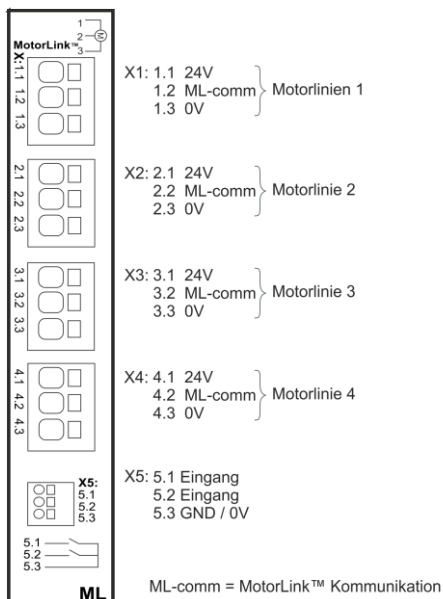 1
2
M
MotorLink™ 3
X:
1.1
1.2
1.3
X1: 1.1 24V
1.2 ML-comm
1.3 0V
Motorlinien 1
2.1
2.2
2.3
X2: 2.1 24V
2.2 ML-comm
2.3 0V
Motorlinie 2
3.1
3.2
3.3
X3: 3.1 24V
3.2 ML-comm
3.3 0V
Motorlinie 3
4.1
4.2
4.3
X4: 4.1 24V
4.2 ML-comm
4.3 0V
Motorlinie 4
X5:
5.1
5.2
5.3
X5: 5.1 Eingang
5.2 Eingang
5.3 GND / 0V
5.1
5.2
5.3
ML
ML-comm = MotorLink™ Kommunikation